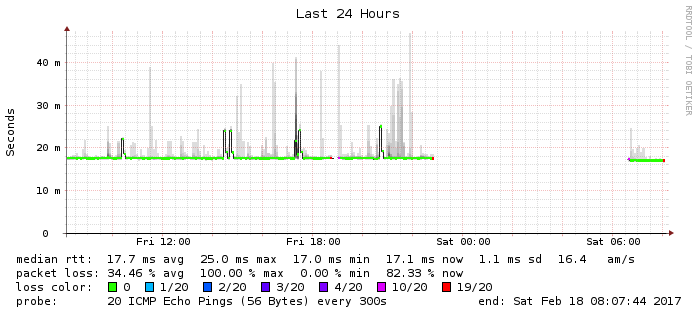 Last 24 Hours
RRDTOOL / TOBI OETIKER
Seconds
40 m
30 m
20 m
10 m
0
Fri 12:00 Fri 18:00 Sat 00:00 Sat 06:00
median rtt: 17.7 ms avg 25.0 ms max 17.0 ms min 17.1 ms now 1.1 ms sd 16.4 am/s
packet loss: 34.46 % avg 100.00 % max 0.00 % min 82.33 % now
loss color: 0 1/20 2/20 3/20 4/20 10/20 19/20
probe: 20 ICMP Echo Pings (56 Bytes) every 300s end: Sat Feb 18 08:07:44 2017